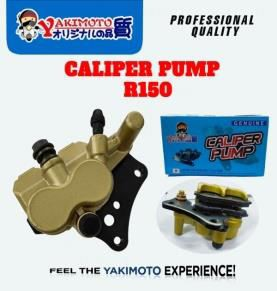 YAKIMOTO
オリジナルの品質
PROFESSIONAL
QUALITY
CALIPER PUMP
R150
GENUINE
CALIPER
PUMP
FEEL THE YAKIMOTO EXPERIENCE!